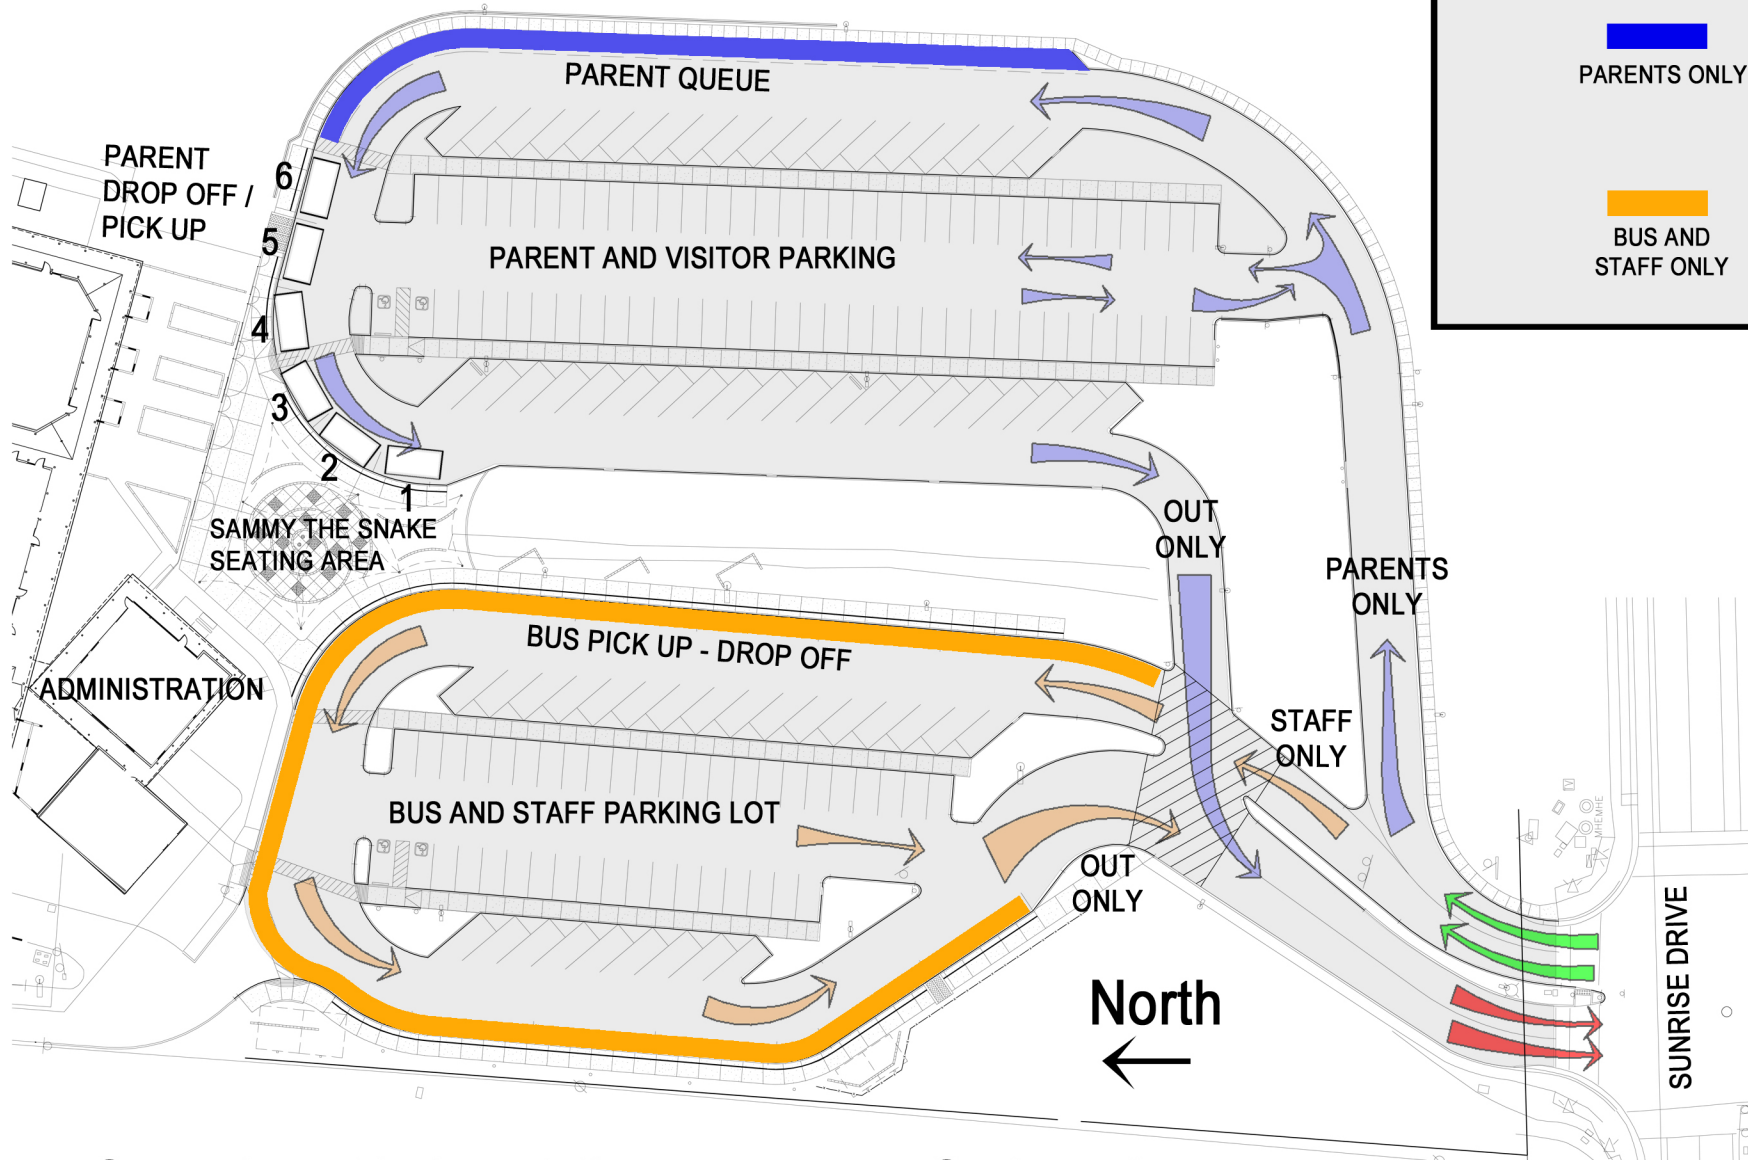 PARENTS ONLY
BUS AND
STAFF ONLY
PARENT QUEUE
PARENT
DROP OFF /
PICK UP
6
5
4
3
2
1
PARENT AND VISITOR PARKING
SAMMY THE SNAKE
SEATING AREA
OUT
ONLY
PARENTS
ONLY
BUS PICK UP - DROP OFF
ADMINISTRATION
STAFF
ONLY
BUS AND STAFF PARKING LOT
OUT
ONLY
North
SUNRISE DRIVE